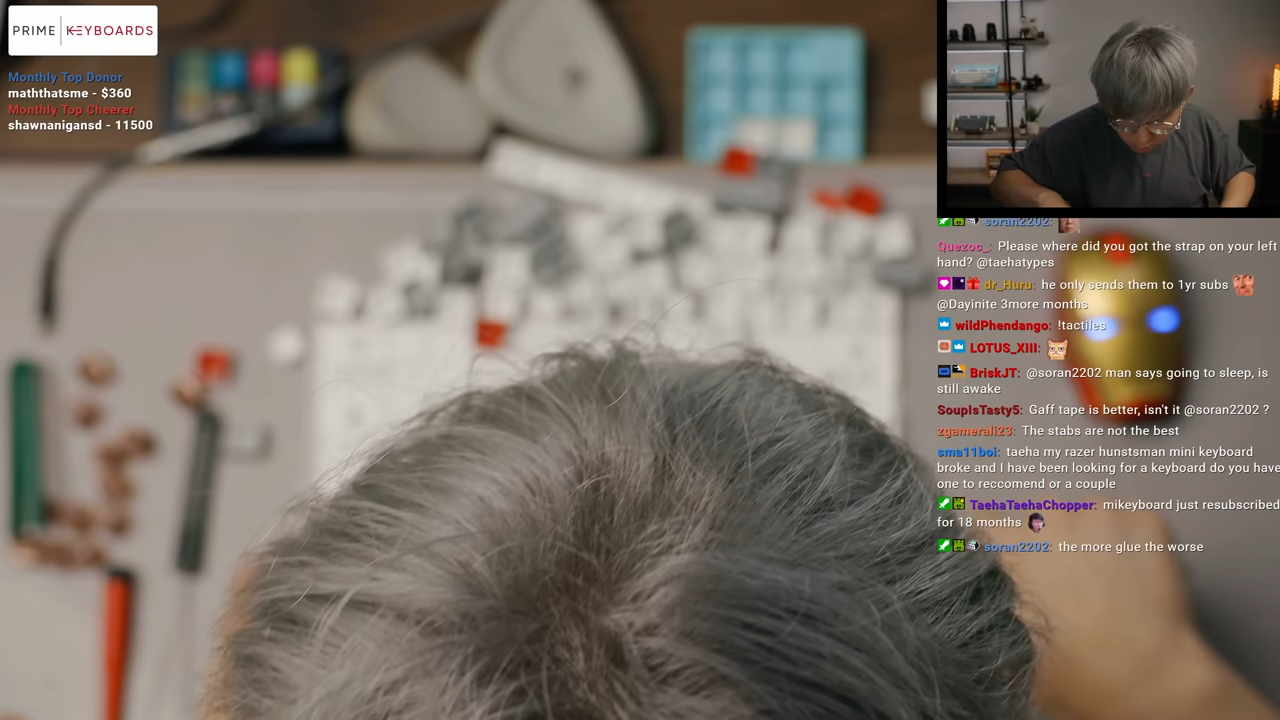 PRIME KEYBOARDS
Monthly Top Donor
maththatsme - $360
Monthly Top Cheerer
shawnanigansd - 11500
soran2202:
Quezoc_: Please where did you got the strap on your left
hand? @taehatypes
dr_Huru: he only sends them to 1yr subs
@Dayinite 3more months
wildPhendango: !tactiles
LOTUS_XIII:
BriskJT: @soran2202 man says going to sleep, is
still awake
SoupIsTasty5: Gaff tape is better, isn't it @soran2202 ?
zgamerali23: The stabs are not the best
sma11boi: taeha my razer hunstsman mini keyboard
broke and I have been looking for a keyboard do you have
one to reccomend or a couple
TaehaTaehaChopper: mikeyboard just resubscribed
for 18 months
soran2202: the more glue the worse